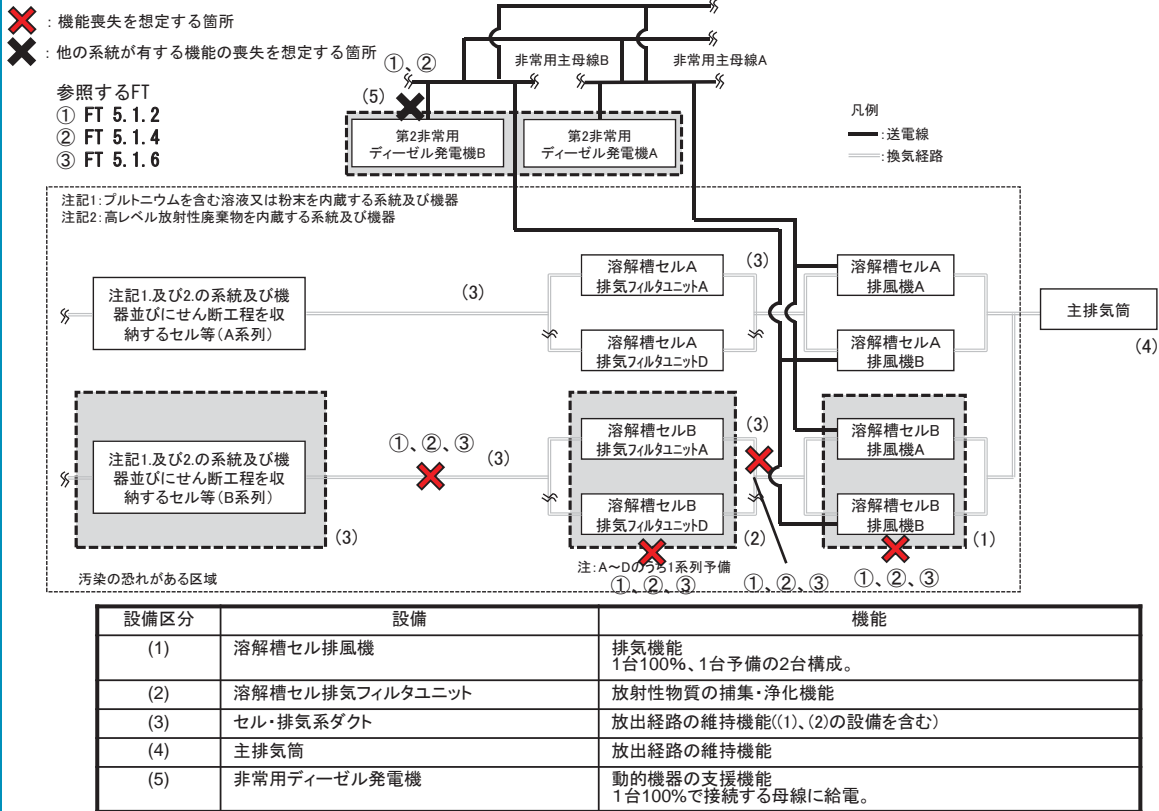 ：機能喪失を想定する箇所
：他の系統が有する機能の喪失を想定する箇所
①、②
非常用主母線B
非常用主母線A
参照するFT
① FT 5.1.2
② FT 5.1.4
③ FT 5.1.6
(5)
第2非常用
ディーゼル発電機B
第2非常用
ディーゼル発電機A
凡例
：送電線
：換気経路
注記1：プルトニウムを含む溶液又は粉末を内蔵する系統及び機器
注記2：高レベル放射性廃棄物を内蔵する系統及び機器
注記1.及び2.の系統及び機
器並びにせん断工程を収
納するセル等（A系列）
(3)
溶解槽セルA
排気フィルタユニットA
溶解槽セルA
排気フィルタユニットD
(3)
溶解槽セルA
排風機A
溶解槽セルA
排風機B
主排気筒
(4)
注記1.及び2.の系統及び機
器並びにせん断工程を収
納するセル等（B系列）
(3)
①、②、③
(3)
溶解槽セルB
排気フィルタユニットA
溶解槽セルB
排気フィルタユニットD
(2)
(3)
溶解槽セルB
排風機A
溶解槽セルB
排風機B
(1)
注：A～Dのうち1系列予備
①、②、③
①、②、③
①、②、③
汚染の恐れがある区域
設備区分 設備 機能
(1) 溶解槽セル排風機 排気機能
1台100%、1台予備の2台構成。
(2) 溶解槽セル排気フィルタユニット 放射性物質の捕集・浄化機能
(3) セル・排気系ダクト 放出経路の維持機能((1)、(2)の設備を含む)
(4) 主排気筒 放出経路の維持機能
(5) 非常用ディーゼル発電機 動的機器の支援機能
1台100%で接続する母線に給電。